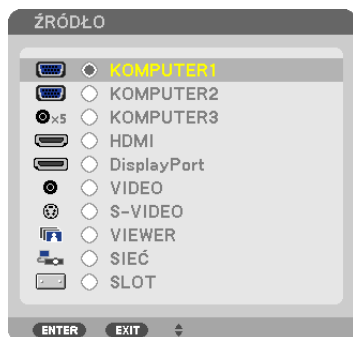 ŹRÓDŁO
KOMPUTER1
KOMPUTER2
×5 KOMPUTER3
HDMI
DisplayPort
VIDEO
S-VIDEO
VIEWER
SIEĆ
SLOT
ENTER EXIT